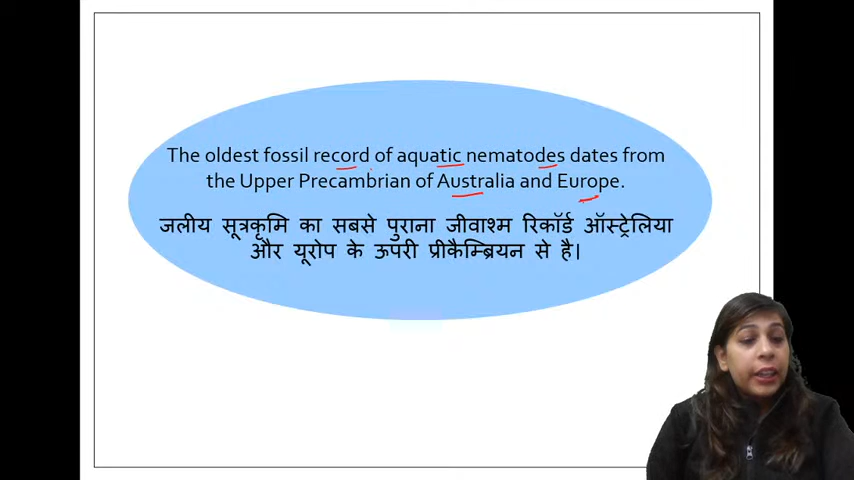 The oldest fossil record of aquatic nematodes dates from
the Upper Precambrian of Australia and Europe.
जलीय सूत्रकृमि का सबसे पुराना जीवाश्म रिकॉर्ड ऑस्ट्रेलिया
और यूरोप के ऊपरी प्रीकैम्ब्रियन से है।